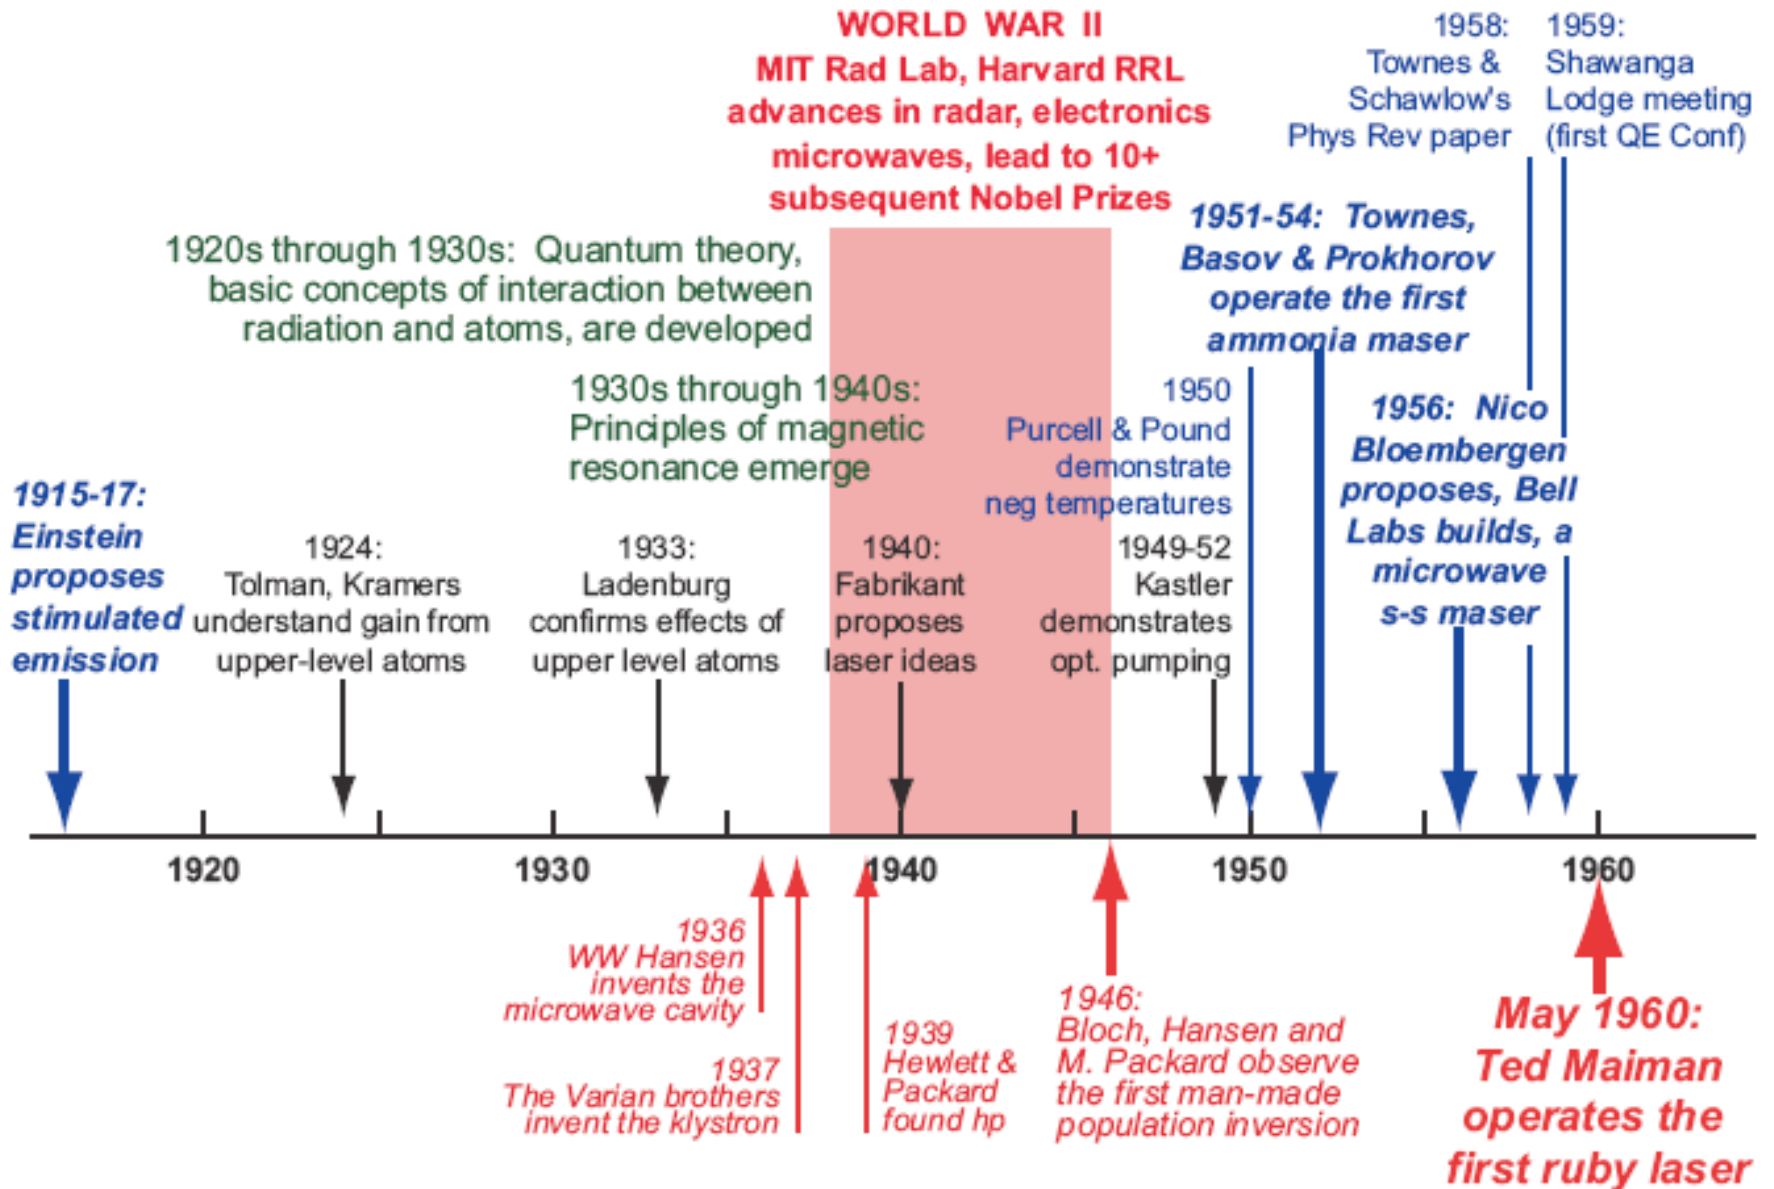 WORLD WAR II
MIT Rad Lab, Harvard RRL
advances in radar, electronics
microwaves, lead to 10+
subsequent Nobel Prizes
1958:
Townes &
Schawlow's
Phys Rev paper
1959:
Shawanga
Lodge meeting
(first QE Conf)
1920s through 1930s: Quantum theory,
basic concepts of interaction between
radiation and atoms, are developed
1951-54: Townes,
Basov & Prokhorov
operate the first
ammonia maser
1930s through 1940s:
Principles of magnetic
resonance emerge
1950
Purcell & Pound
demonstrate
neg temperatures
1956: Nico
Bloembergen
proposes, Bell
Labs builds, a
microwave
s-s maser
1915-17:
Einstein
proposes
stimulated
emission
1924:
Tolman, Kramers
understand gain from
upper-level atoms
1933:
Ladenburg
confirms effects of
upper level atoms
1940:
Fabrikant
proposes
laser ideas
1949-52
Kastler
demonstrates
opt. pumping
1920 1930 1940 1950 1960
1936
WW Hansen
invents the
microwave cavity
1937
The Varian brothers
invent the klystron
1939
Hewlett &
Packard
found hp
1946:
Bloch, Hansen and
M. Packard observe
the first man-made
population inversion
May 1960:
Ted Maiman
operates the
first ruby laser